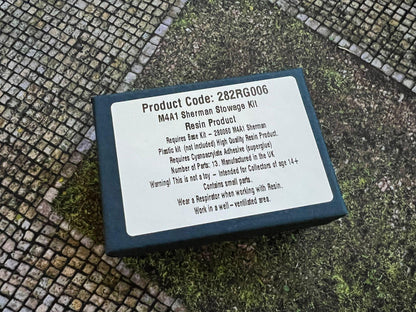 Product Code: 282RG006
M4A1 Sherman Stowage Kit
Resin Product
Requires Base Kit – 280060 M4A1 Sherman
Plastic kit (not included) High Quality Resin Product.
Requires Cyanoacrylate Adhesives (superglue)
Number of Parts: 13. Manufactured in the UK.
Warning! This is not a toy – Intended for Collectors of age 14+
Contains small parts.
Wear a Respirator when working with Resin.
Work in a well – ventilated area.